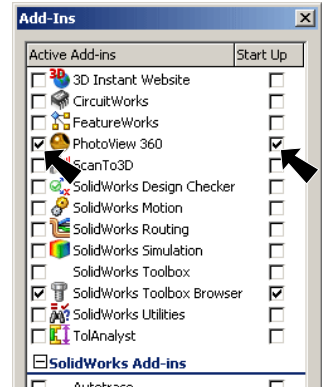 Add-Ins
Active Add-ins Start Up
3D Instant Website
CircuitWorks
FeatureWorks
PhotoView 360
ScanTo3D
SolidWorks Design Checker
SolidWorks Motion
SolidWorks Routing
SolidWorks Simulation
SolidWorks Toolbox
SolidWorks Toolbox Browser
SolidWorks Utilities
TolAnalyst
SolidWorks Add-ins
Autotrace